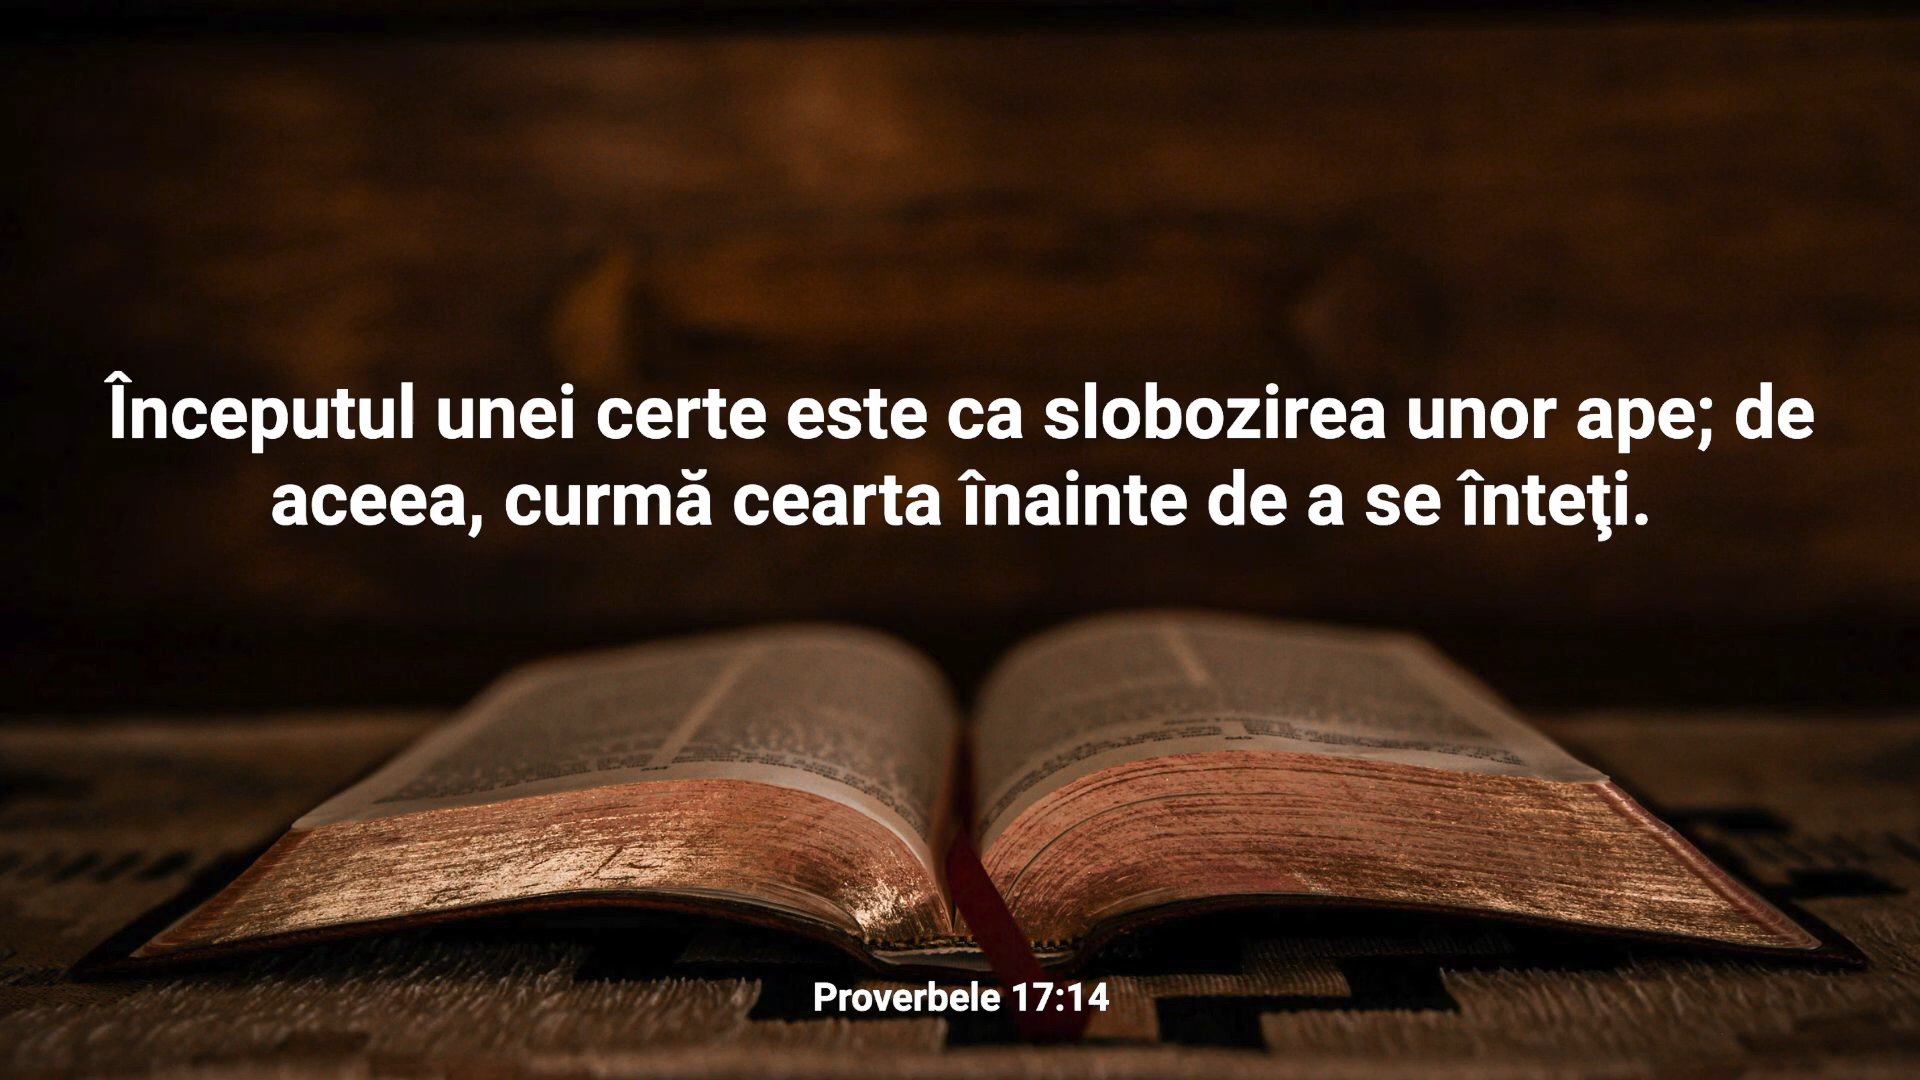 Începutul unei certe este ca slobozirea unor ape; de
aceea, curmă cearta înainte de a se înteţi.
Proverbele 17:14